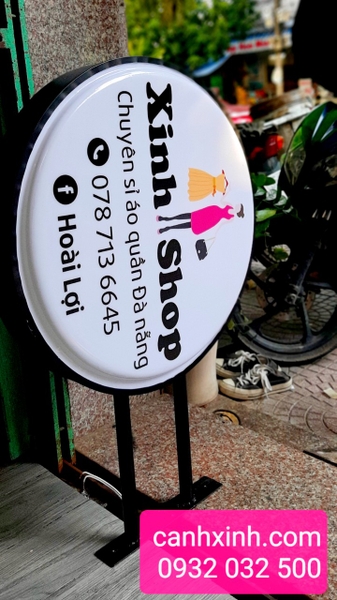 Xinh Shop
Chuyên sỉ áo quần Đà nẵng
078 713 6645
Hoài Lợi
canhxinh.com
0932 032 500